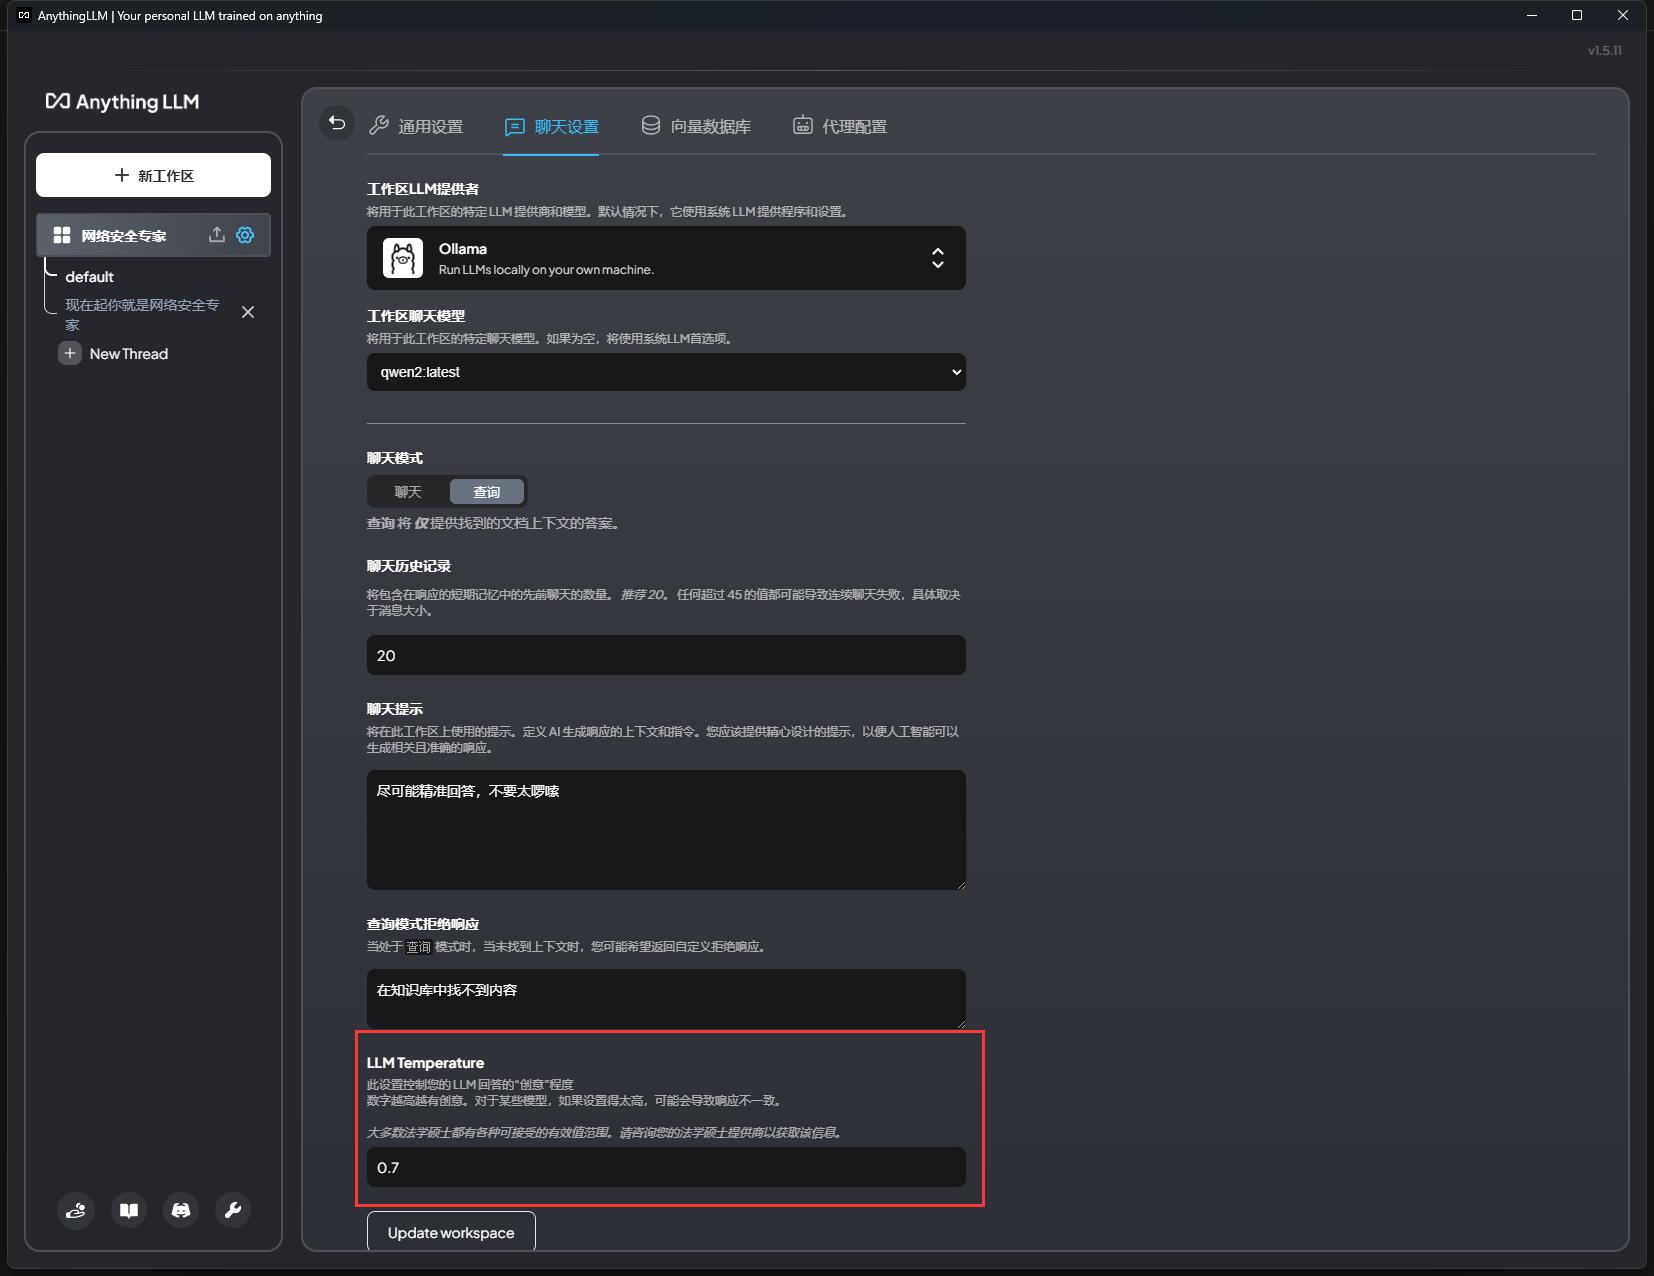 AnythingLLM | Your personal LLM trained on anything
v1.5.11
Anything LLM
新工作区
网络安全专家
default
现在起你就是网络安全专
家
New Thread
通用设置
聊天设置
向量数据库
代理配置
工作区LLM提供者
将用于此工作区的特定 LLM 提供商和模型。默认情况下，它使用系统 LLM 提供程序和设置。
Ollama
Run LLMs locally on your own machine.
工作区聊天模型
将用于此工作区的特定聊天模型。如果为空，将使用系统LLM首选项。
qwen2:latest
聊天模式
聊天
查询
查询 将 仅 提供找到的文档上下文的答案。
聊天历史记录
将包含在响应的短期记忆中的先前聊天的数量。 推荐 20。 任何超过 45 的值都可能导致连续聊天失败，具体取决
于消息大小。
20
聊天提示
将在此工作区上使用的提示。定义 AI 生成响应的上下文和指令。您应该提供精心设计的提示，以便人工智能可以
生成相关且准确的响应。
尽可能精准回答，不要太啰嗦
查询模式拒绝响应
当处于 查询 模式时，当未找到上下文时，您可能希望返回自定义拒绝响应。
在知识库中找不到内容
LLM Temperature
此设置控制您的 LLM 回答的“创意”程度
数字越高越有创意。对于某些模型，如果设置得太高，可能会导致响应不一致。
大多数法学硕士都有各种可接受的有效值范围。请咨询您的法学硕士提供商以获取该信息。
0.7
Update workspace